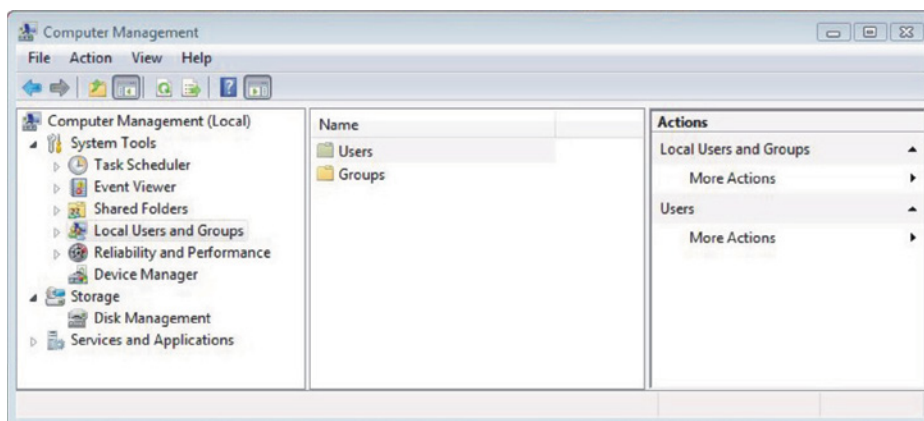 Computer Management
File Action View Help
Computer Management (Local)
System Tools
Task Scheduler
Event Viewer
Shared Folders
Local Users and Groups
Reliability and Performance
Device Manager
Storage
Disk Management
Services and Applications
Name
Users
Groups
Actions
Local Users and Groups
More Actions
Users
More Actions